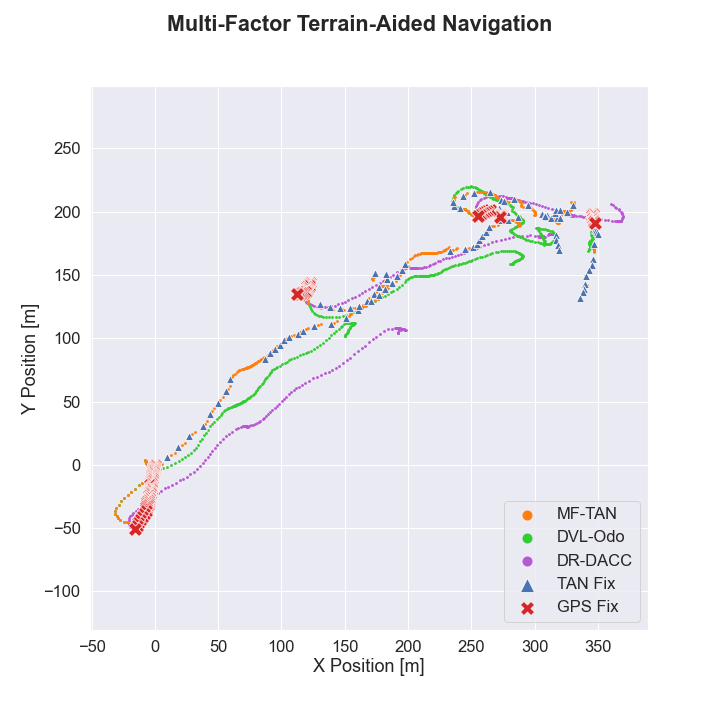 Multi-Factor Terrain-Aided Navigation
250
200
150
100
50
0
−50
−100
Y Position [m]
MF-TAN
DVL-Odo
DR-DACC
TAN Fix
GPS Fix
−50 0 50 100 150 200 250 300 350
X Position [m]